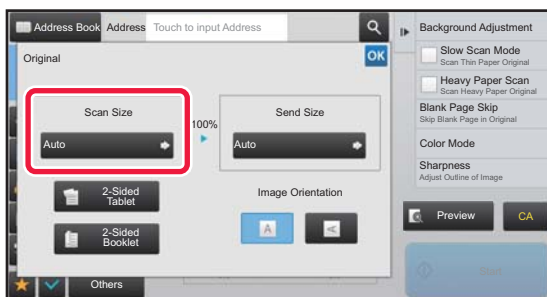 Address Book Address Touch to input Address
Original
OK
Scan Size
100%
Send Size
Auto
Auto
2-Sided
Tablet
Image Orientation
2-Sided
Booklet
A
A
Others
Background Adjustment
Slow Scan Mode
Scan Thin Paper Original
Heavy Paper Scan
Scan Heavy Paper Original
Blank Page Skip
Skip Blank Page in Original
Color Mode
Sharpness
Adjust Outline of Image
Preview
CA
Start